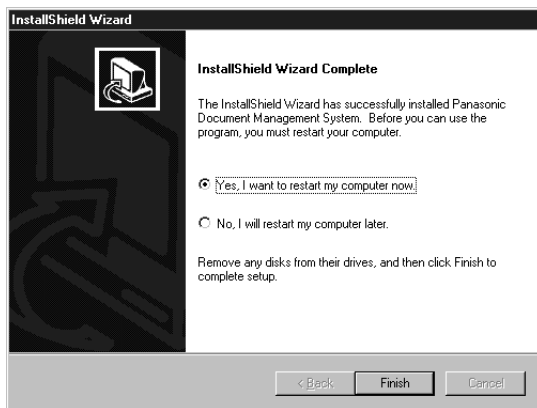 InstallShield Wizard
InstallShield Wizard Complete
The InstallShield Wizard has successfully installed Panasonic
Document Management System.  Before you can use the
program, you must restart your computer.
Yes, I want to restart my computer now.
No, I will restart my computer later.
Remove any disks from their drives, and then click Finish to
complete setup.
< Back Finish Cancel